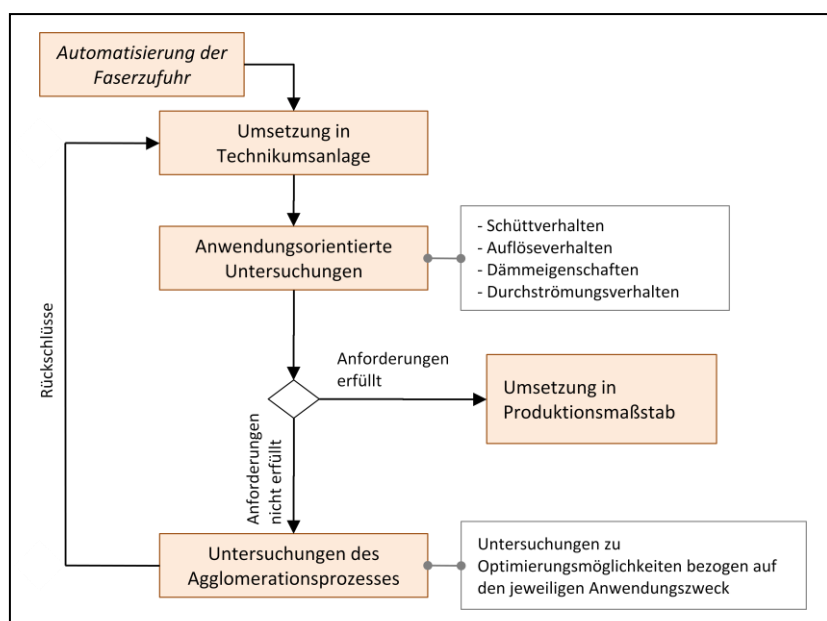 Automatisierung der
Faserzufuhr
Umsetzung in
Technikumsanlage
Anwendungsorientierte
Untersuchungen
- Schüttverhalten
- Auflöseverhalten
- Dämmeigenschaften
- Durchströmungsverhalten
Rückschlüsse
Anforderungen
erfüllt
Umsetzung in
Produktionsmaßstab
Anforderungen
nicht erfüllt
Untersuchungen des
Agglomerationsprozesses
Untersuchungen zu
Optimierungsmöglichkeiten bezogen auf
den jeweiligen Anwendungszweck